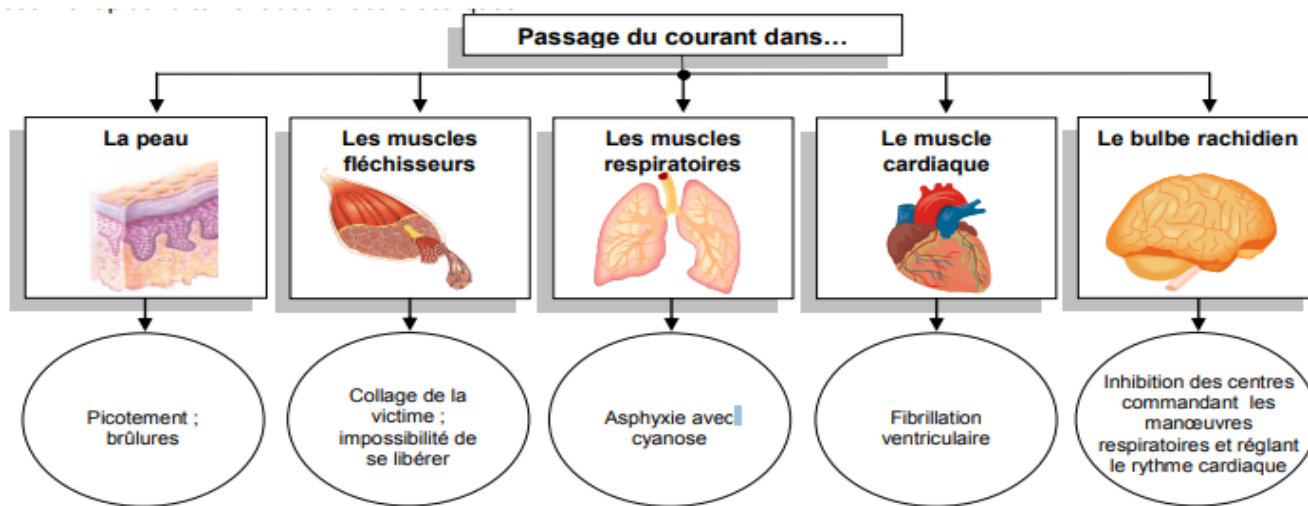 Passage du courant dans…
La peau
Les muscles
fléchisseurs
Les muscles
respiratoires
Le muscle
cardiaque
Le bulbe rachidien
Picotement ;
brûlures
Collage de la
victime ;
impossibilité de
se libérer
Asphyxie avec
cyanose
Fibrillation
ventriculaire
Inhibition des centres
commandant les
manœuvres
respiratoires et réglant
le rythme cardiaque